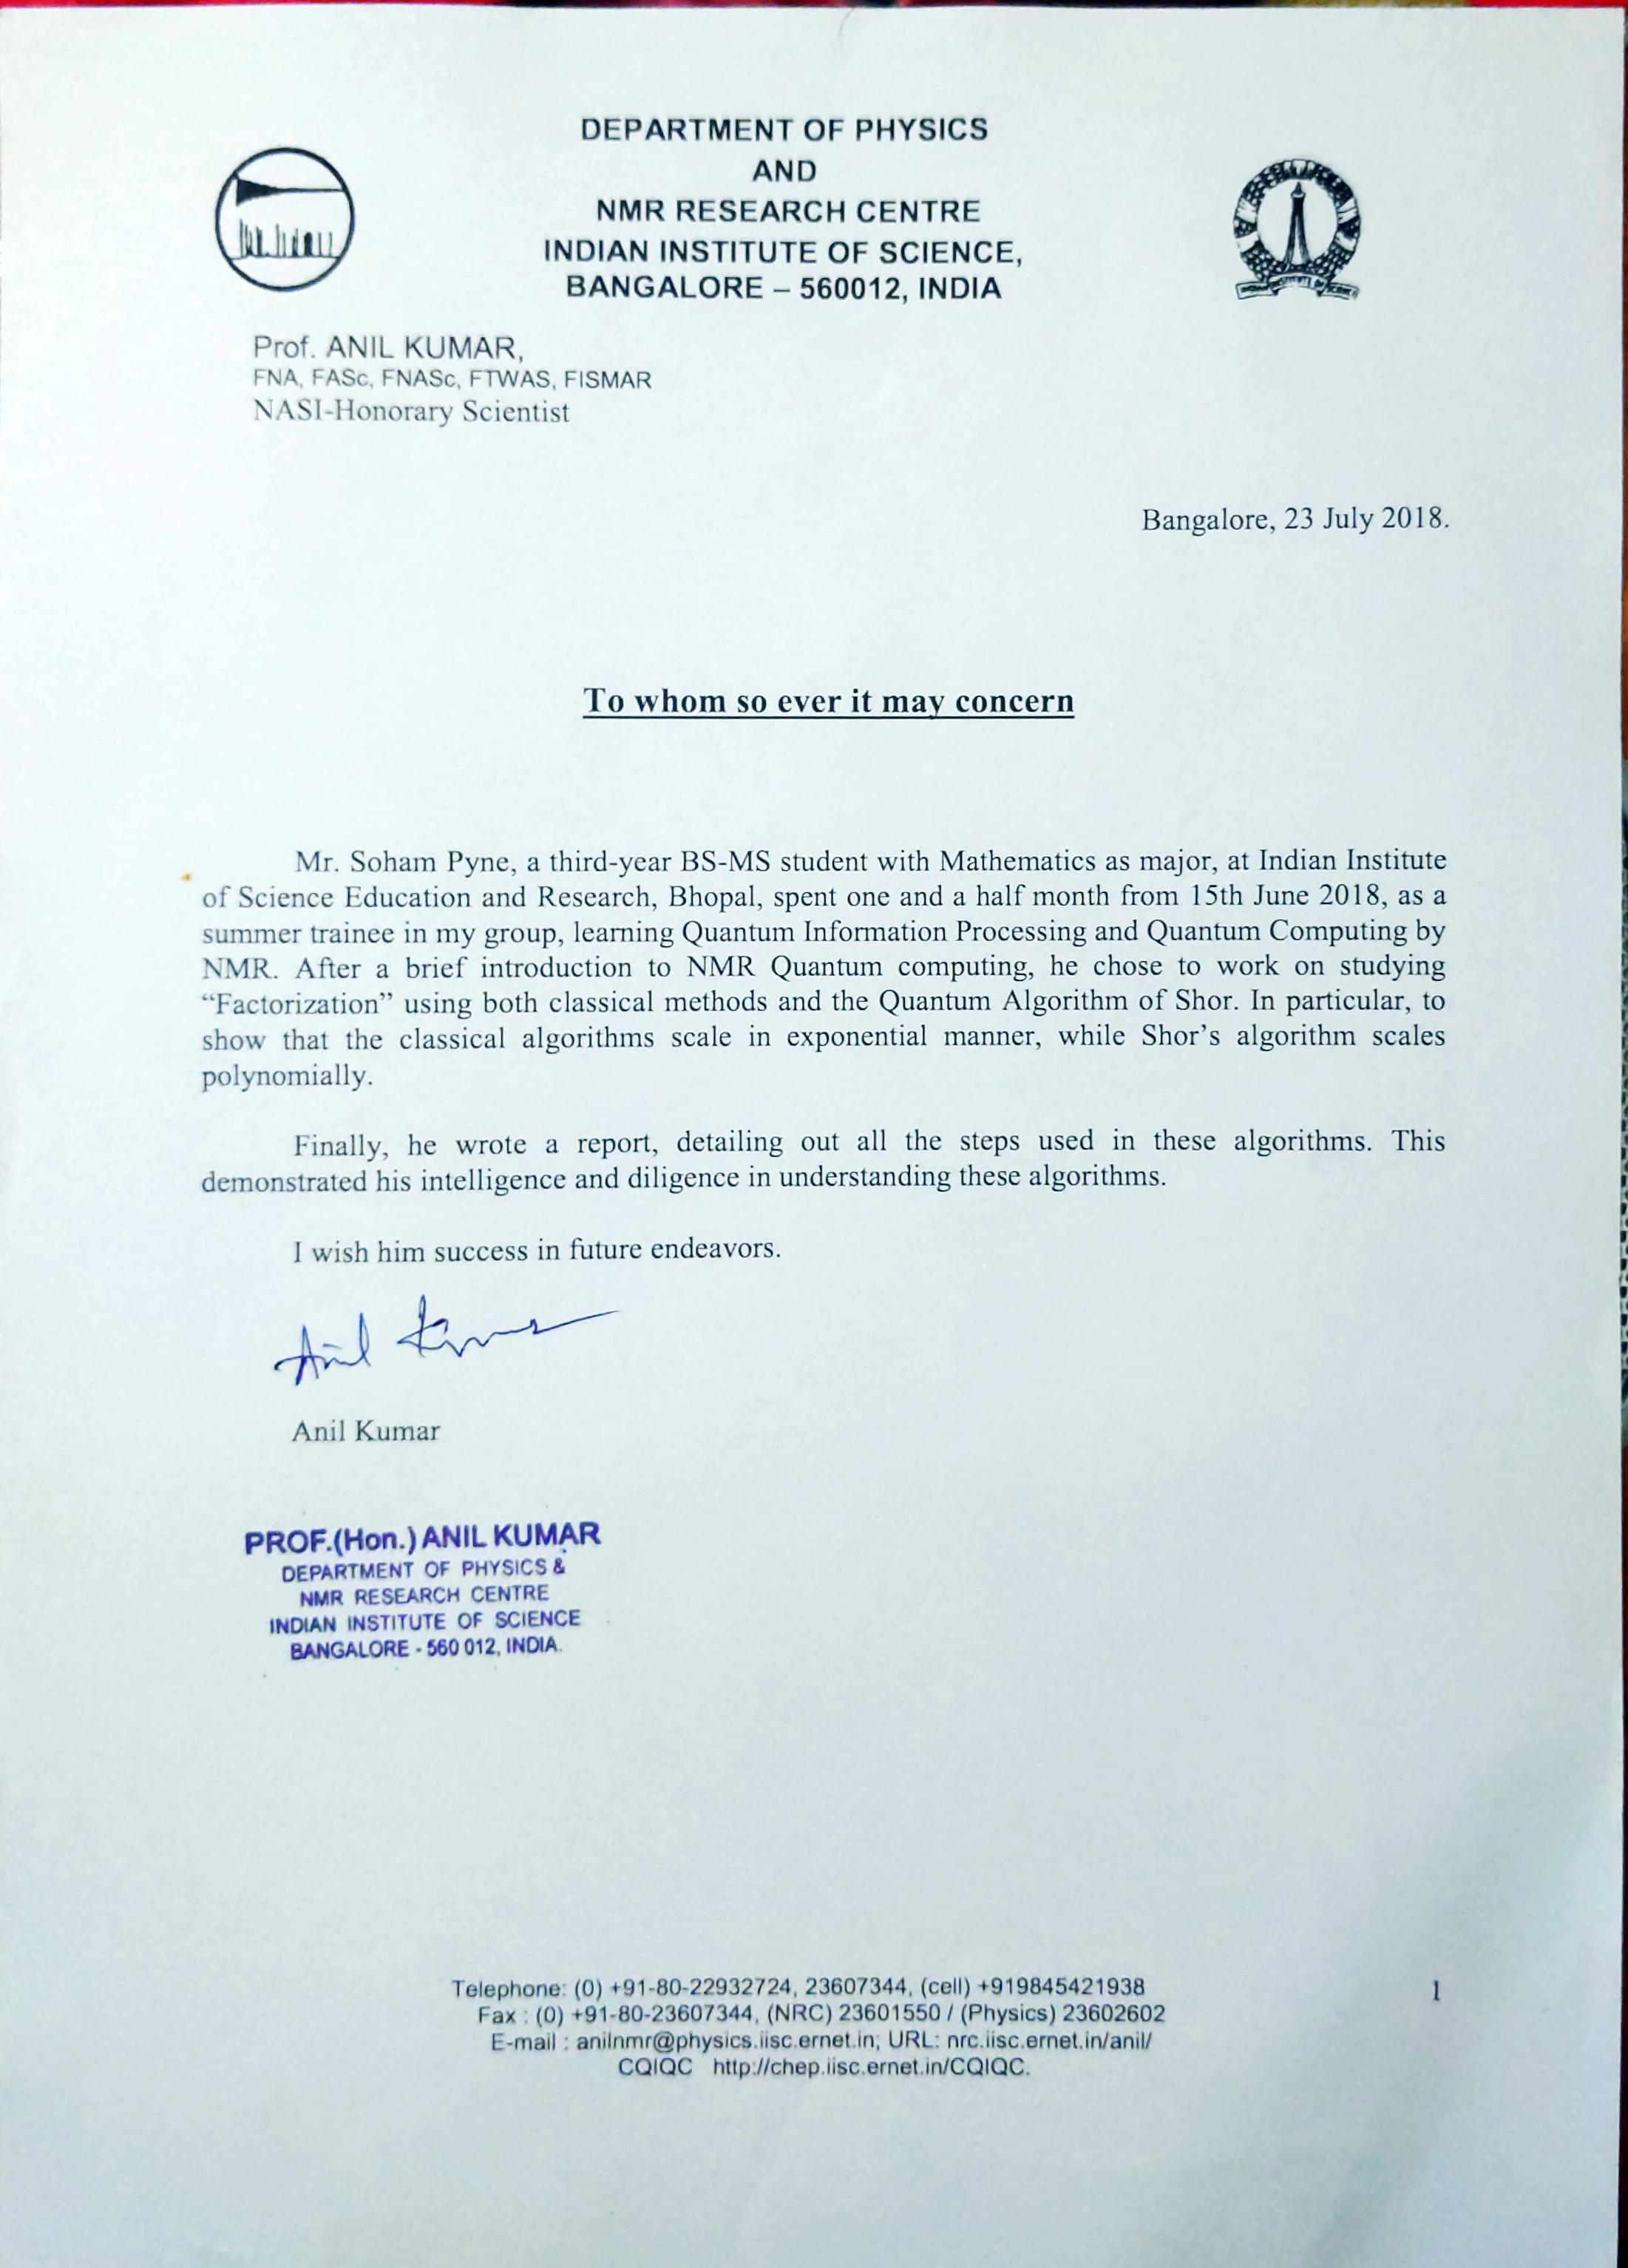 DEPARTMENT OF PHYSICS
AND
NMR RESEARCH CENTRE
INDIAN INSTITUTE OF SCIENCE,
BANGALORE – 560012, INDIA
Prof. ANIL KUMAR,
FNA, FASc, FNASc, FTWAS, FISMAR
NASI-Honorary Scientist
Bangalore, 23 July 2018.
To whom so ever it may concern
Mr. Soham Pyne, a third-year BS-MS student with Mathematics as major, at Indian Institute
of Science Education and Research, Bhopal, spent one and a half month from 15th June 2018, as a
summer trainee in my group, learning Quantum Information Processing and Quantum Computing by
NMR. After a brief introduction to NMR Quantum computing, he chose to work on studying
“Factorization” using both classical methods and the Quantum Algorithm of Shor. In particular, to
show that the classical algorithms scale in exponential manner, while Shor’s algorithm scales
polynomially.
Finally, he wrote a report, detailing out all the steps used in these algorithms. This
demonstrated his intelligence and diligence in understanding these algorithms.
I wish him success in future endeavors.
Anil Kumar
Anil Kumar
PROF.(Hon.) ANIL KUMAR
DEPARTMENT OF PHYSICS &
NMR RESEARCH CENTRE
INDIAN INSTITUTE OF SCIENCE
BANGALORE - 560 012, INDIA.
Telephone: (0) +91-80-22932724, 23607344, (cell) +919845421938
Fax : (0) +91-80-23607344, (NRC) 23601550 / (Physics) 23602602
E-mail : anilnmr@physics.iisc.ernet.in; URL: nrc.iisc.ernet.in/anil/
CQIQC http://chep.iisc.ernet.in/CQIQC.
1